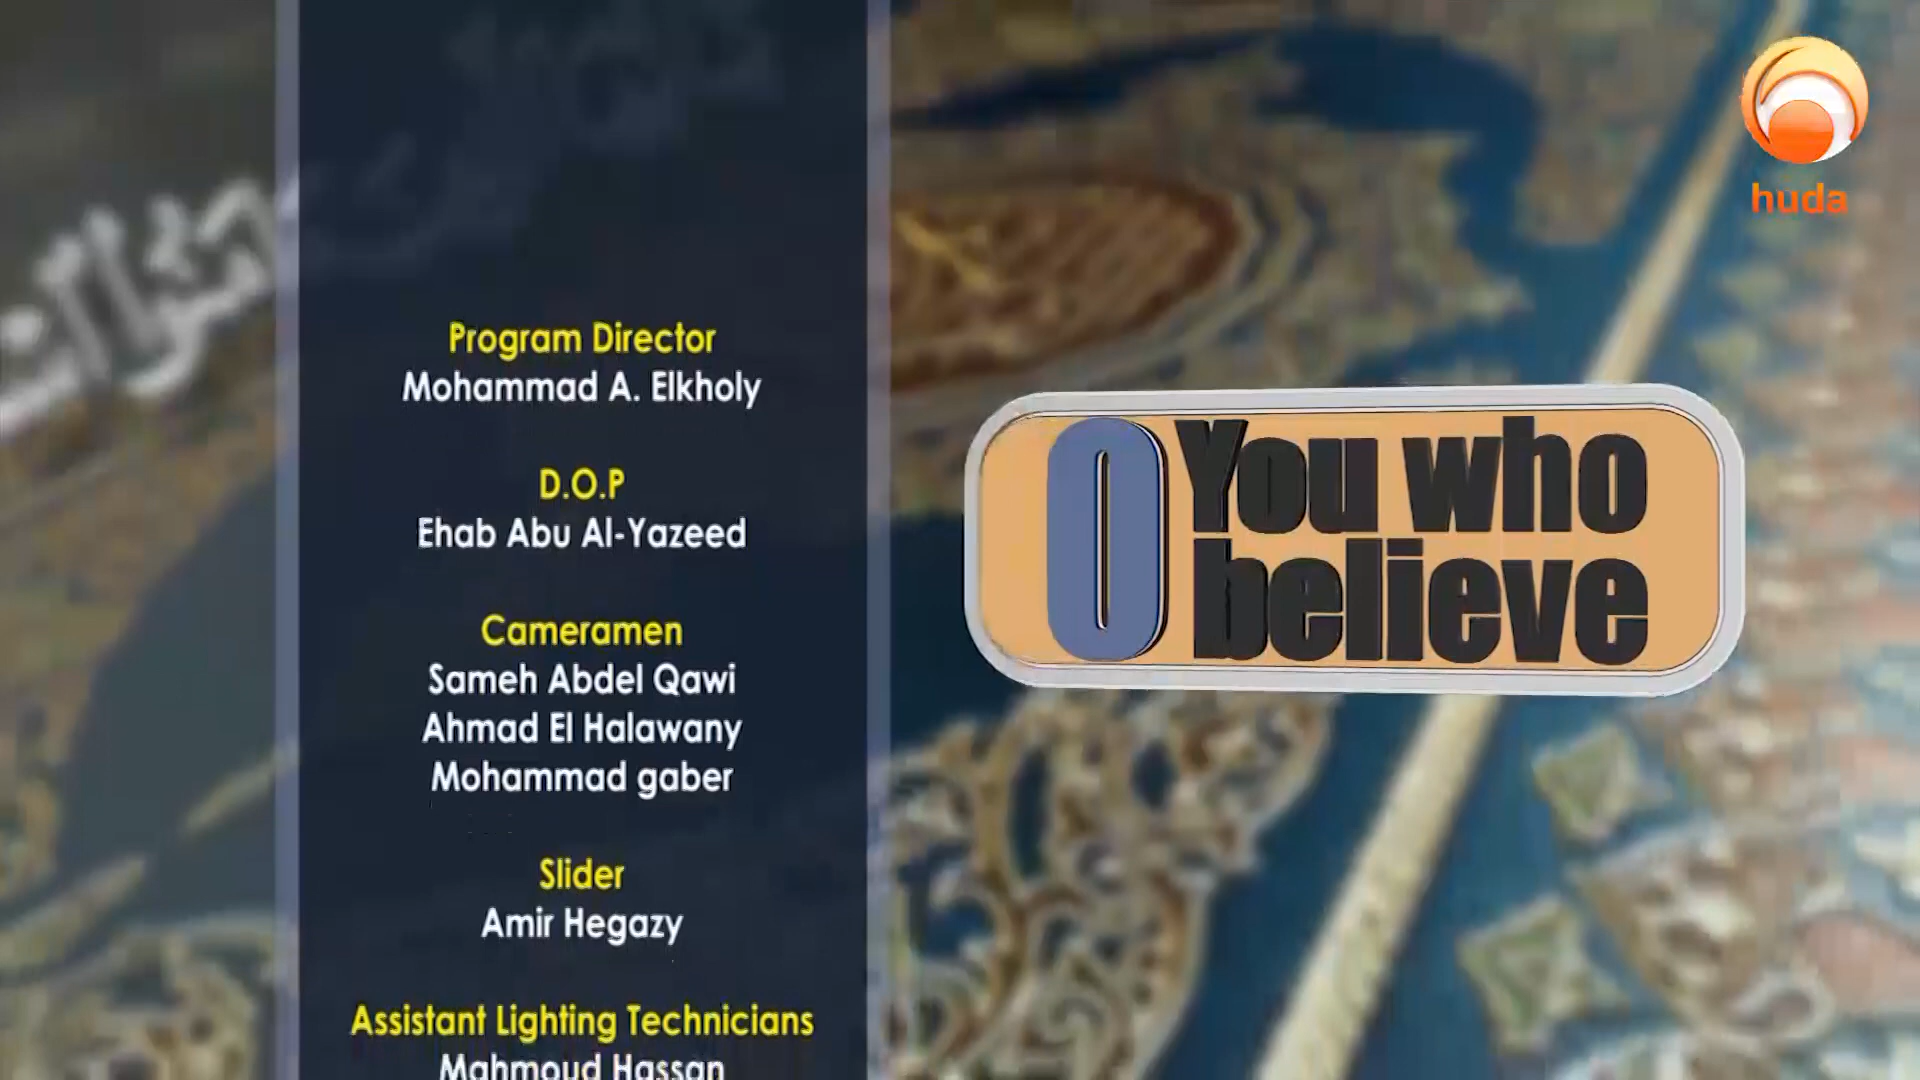 Program Director
Mohammad A. Elkholy
D.O.P
Ehab Abu Al-Yazeed
Cameramen
Sameh Abdel Qawi
Ahmad El Halawany
Mohammad gaber
Slider
Amir Hegazy
Assistant Lighting Technicians
Mahmoud Hassan
huda
O You who
believe